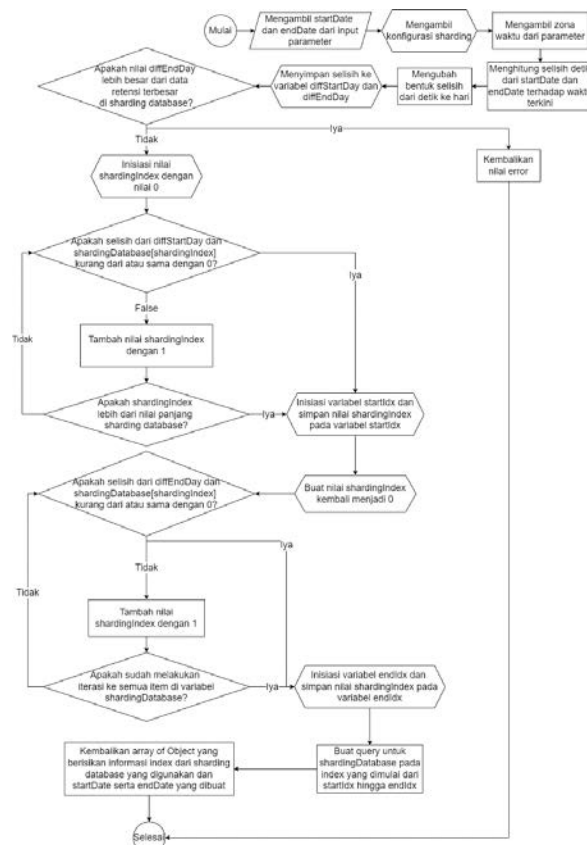 Mulai
Mengambil startDate
dan endDate dari input
parameter
Mengambil
konfigurasi sharding
Mengambil zona
waktu dari parameter
Menghitung selisih detik
dari startDate dan
endDate terhadap waktu
terkini
Mengubah
bentuk selisih
dari detik ke hari
Menyimpan selisih ke
variabel diffStartDay dan
diffEndDay
Apakah nilai diffEndDay
lebih besar dari data
retensi terbesar
di sharding database?
Iya
Tidak
Kembalikan
nilai error
Inisiasi nilai
shardingIndex dengan
nilai 0
Apakah selisih dari diffStartDay dan
shardingDatabase[shardingIndex]
kurang dari atau sama dengan 0?
Iya
False
Tidak
Tambah nilai shardingIndex
dengan 1
Apakah shardingIndex
lebih dari nilai panjang
sharding database?
Iya
Inisiasi variabel startIdx dan
simpan nilai shardingIndex
pada variabel startIdx
Buat nilai shardingIndex
kembali menjadi 0
Apakah selisih dari diffEndDay dan
shardingDatabase[shardingIndex]
kurang dari atau sama dengan 0?
Iya
Tidak
Tidak
Tambah nilai
shardingIndex dengan 1
Apakah sudah melakukan
iterasi ke semua item di variabel
shardingDatabase?
Iya
Inisiasi variabel endIdx dan
simpan nilai shardingIndex pada
variabel endIdx
Buat query untuk
shardingDatabase pada
index yang dimulai dari
startIdx hingga endIdx
Kembalikan array of Object yang
berisikan informasi index dari sharding
database yang digunakan dan
startDate serta endDate yang dibuat
Selesai